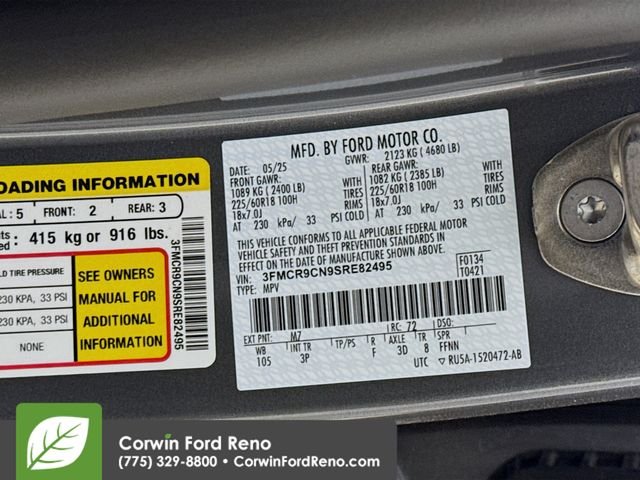 LOADING INFORMATION
AL: 5 FRONT: 2 REAR: 3
415 kg or 916 lbs.
TIRE PRESSURE
230 KPA, 33 PSI
230 KPA, 33 PSI
NONE
SEE OWNERS
MANUAL FOR
ADDITIONAL
INFORMATION
3FMCR9CN9SRE82495
MFD. BY FORD MOTOR CO.
DATE: 05/25 GVWR: 2123 KG ( 4680 LB)
FRONT GAWR: REAR GAWR:
1089 KG ( 2400 LB) WITH 1082 KG ( 2385 LB) WITH
225/60R18 100H TIRES 225/60R18 100H TIRES
18x7.0J RIMS 18x7.0J RIMS
AT 230 kPa/ 33 PSI COLD AT 230 kPa/ 33 PSI COLD
THIS VEHICLE CONFORMS TO ALL APPLICABLE FEDERAL MOTOR
VEHICLE SAFETY AND THEFT PREVENTION STANDARDS IN
EFFECT ON THE DATE OF MANUFACTURE SHOWN ABOVE.
VIN: 3FMCR9CN9SRE82495 F0134
TYPE: MPV T0421
EXT PNT: M7 RC: 72 DSO:
WB INT TR TP/PS R AXLE TR SPR
105 3P F 3D 8 FFNN
UTC ▽RU5A-1520472-AB
Corwin Ford Reno
(775) 329-8800 • CorwinFordReno.com